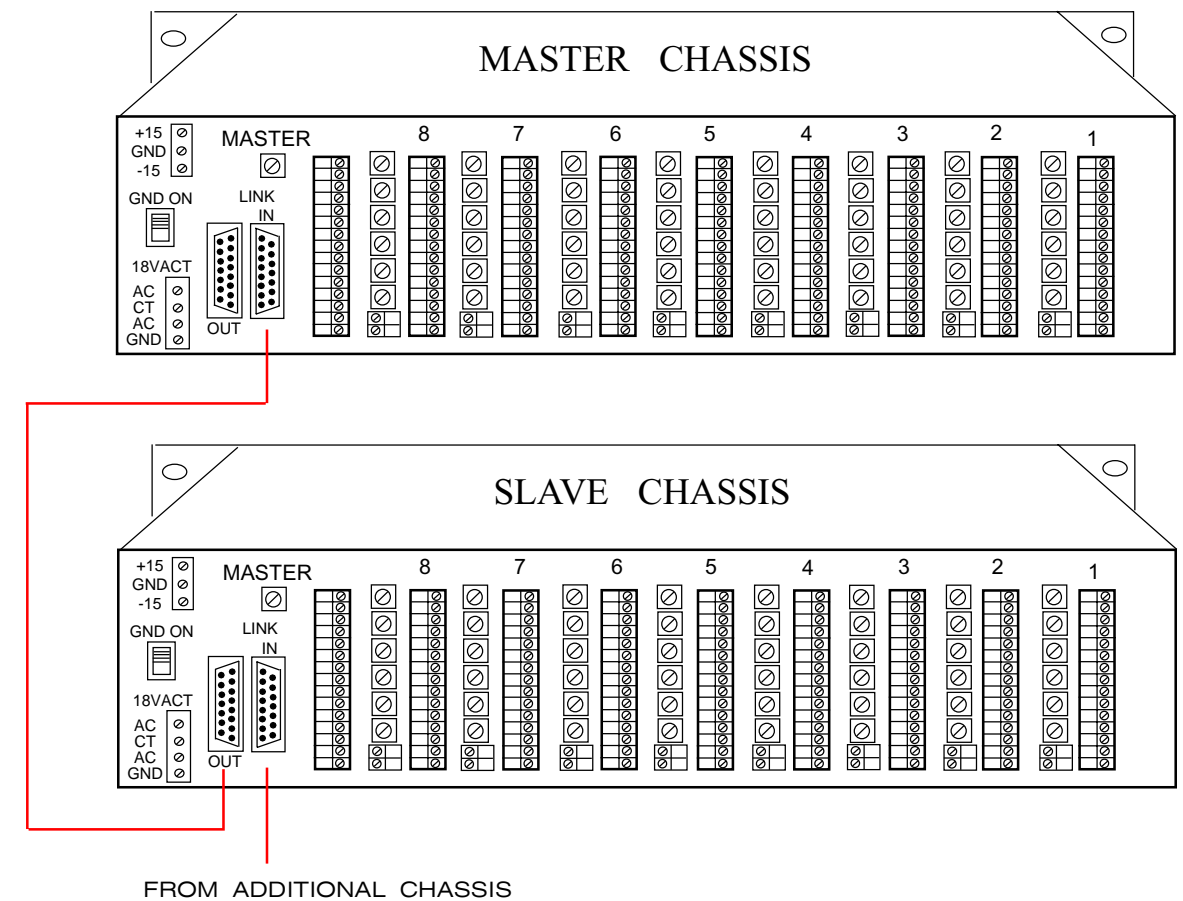 MASTER CHASSIS
+15
GND
-15
MASTER
8 7 6 5 4 3 2 1
GND ON
LINK
IN
18VACT
AC
CT
AC
GND
OUT
SLAVE CHASSIS
+15
GND
-15
MASTER
8 7 6 5 4 3 2 1
GND ON
LINK
IN
18VACT
AC
CT
AC
GND
OUT
FROM ADDITIONAL CHASSIS